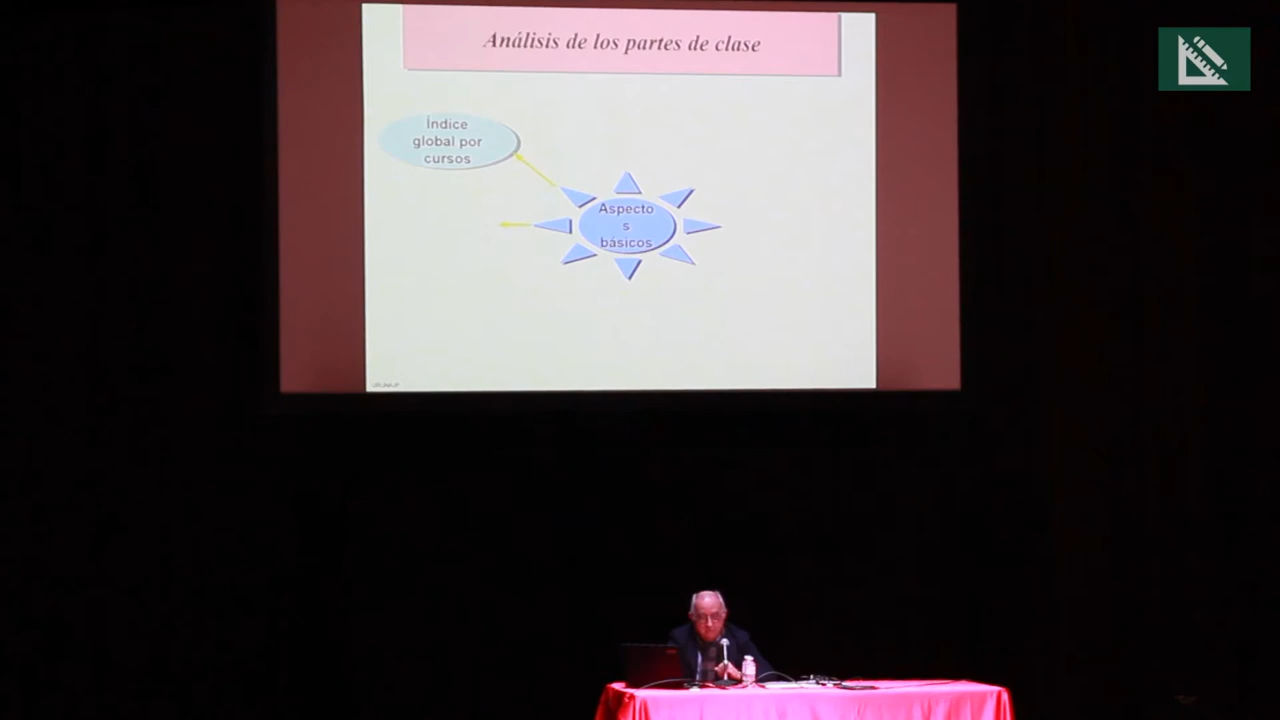 Análisis de los partes de clase
Índice
global por
cursos
Aspecto
s
básicos